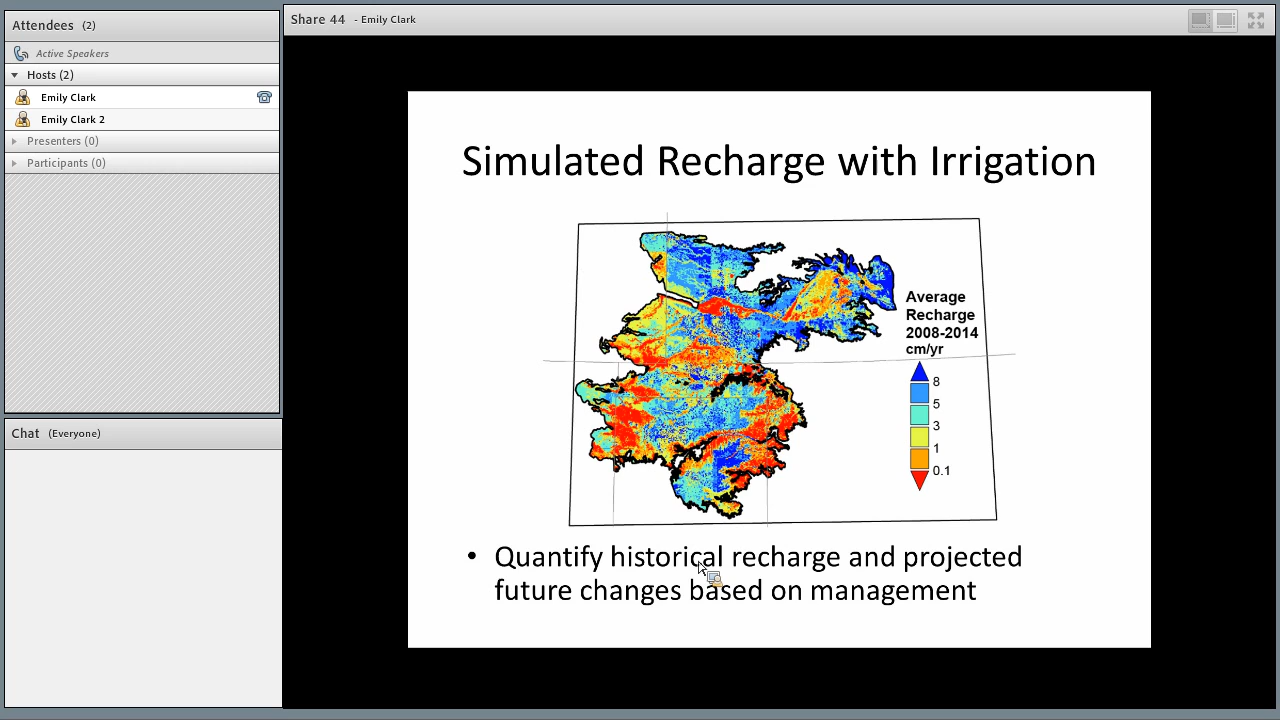 Attendees (2)
Active Speakers
Hosts (2)
Emily Clark
Emily Clark 2
Presenters (0)
Participants (0)
Chat (Everyone)
Share 44 - Emily Clark
Simulated Recharge with Irrigation
Average
Recharge
2008-2014
cm/yr
8
5
3
1
0.1
• Quantify historical recharge and projected
future changes based on management